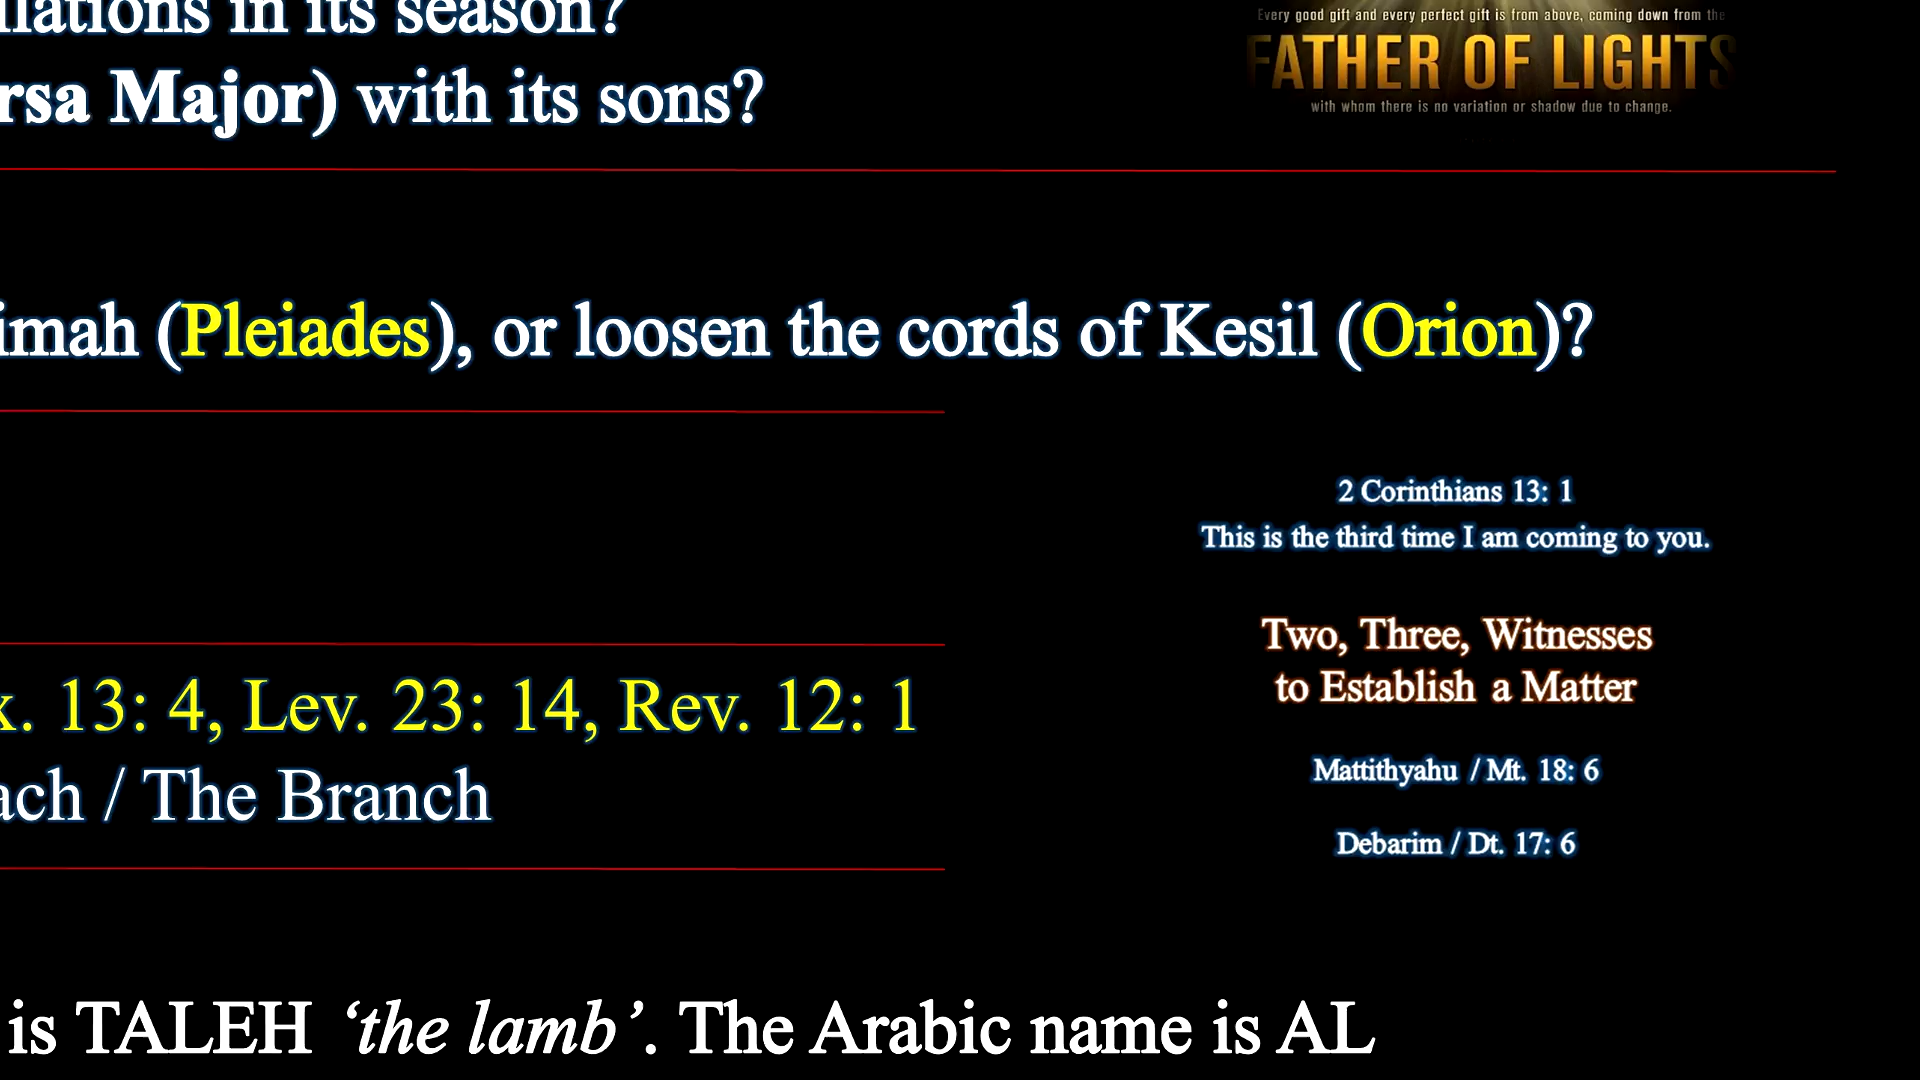 llations in its season?
rsa Major) with its sons?
Every good gift and every perfect gift is from above, coming down from the
FATHER OF LIGHTS
with whom there is no variation or shadow due to change.
imah (Pleiades), or loosen the cords of Kesil (Orion)?
2 Corinthians 13: 1
This is the third time I am coming to you.
Two, Three, Witnesses
to Establish a Matter
Mattithyahu / Mt. 18: 6
Debarim / Dt. 17: 6
x. 13: 4, Lev. 23: 14, Rev. 12: 1
ach / The Branch
is TALEH ‘the lamb’. The Arabic name is AL